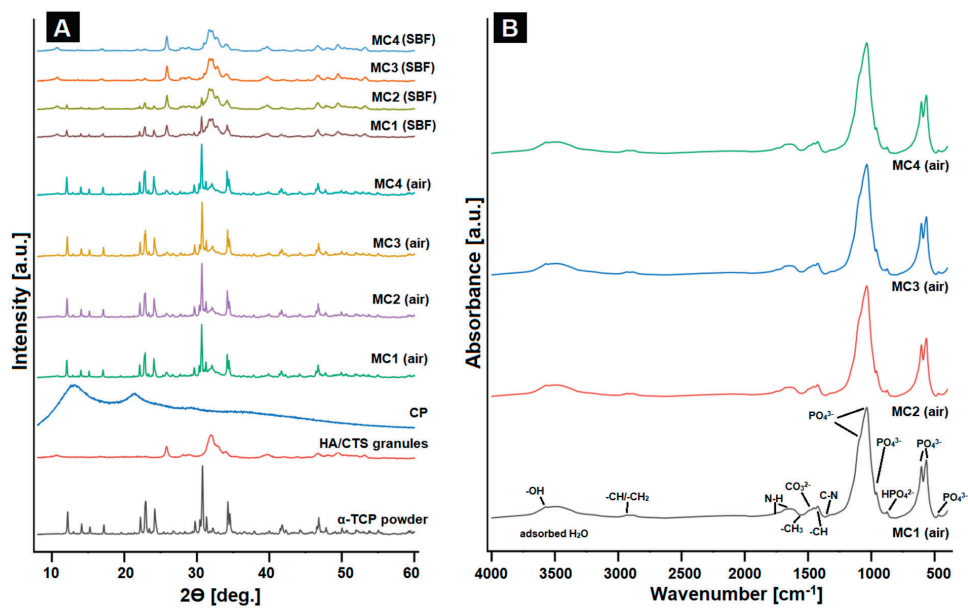 A
MC4 (SBF)
MC3 (SBF)
MC2 (SBF)
MC1 (SBF)
MC4 (air)
MC3 (air)
MC2 (air)
MC1 (air)
CP
HA/CTS granules
α-TCP powder
Intensity [a.u.]
10 20 30 40 50 60
2Θ [deg.]
B
MC4 (air)
MC3 (air)
MC2 (air)
PO₄³⁻
PO₄³⁻ PO₄³⁻
-OH
-CH/-CH₂
N-H
CO₃²⁻
C-N
HPO₄²⁻
PO₄³⁻
adsorbed H₂O
-CH₃
-CH
MC1 (air)
Absorbance [a.u.]
4000 3500 3000 2500 2000 1500 1000 500
Wavenumber [cm⁻¹]